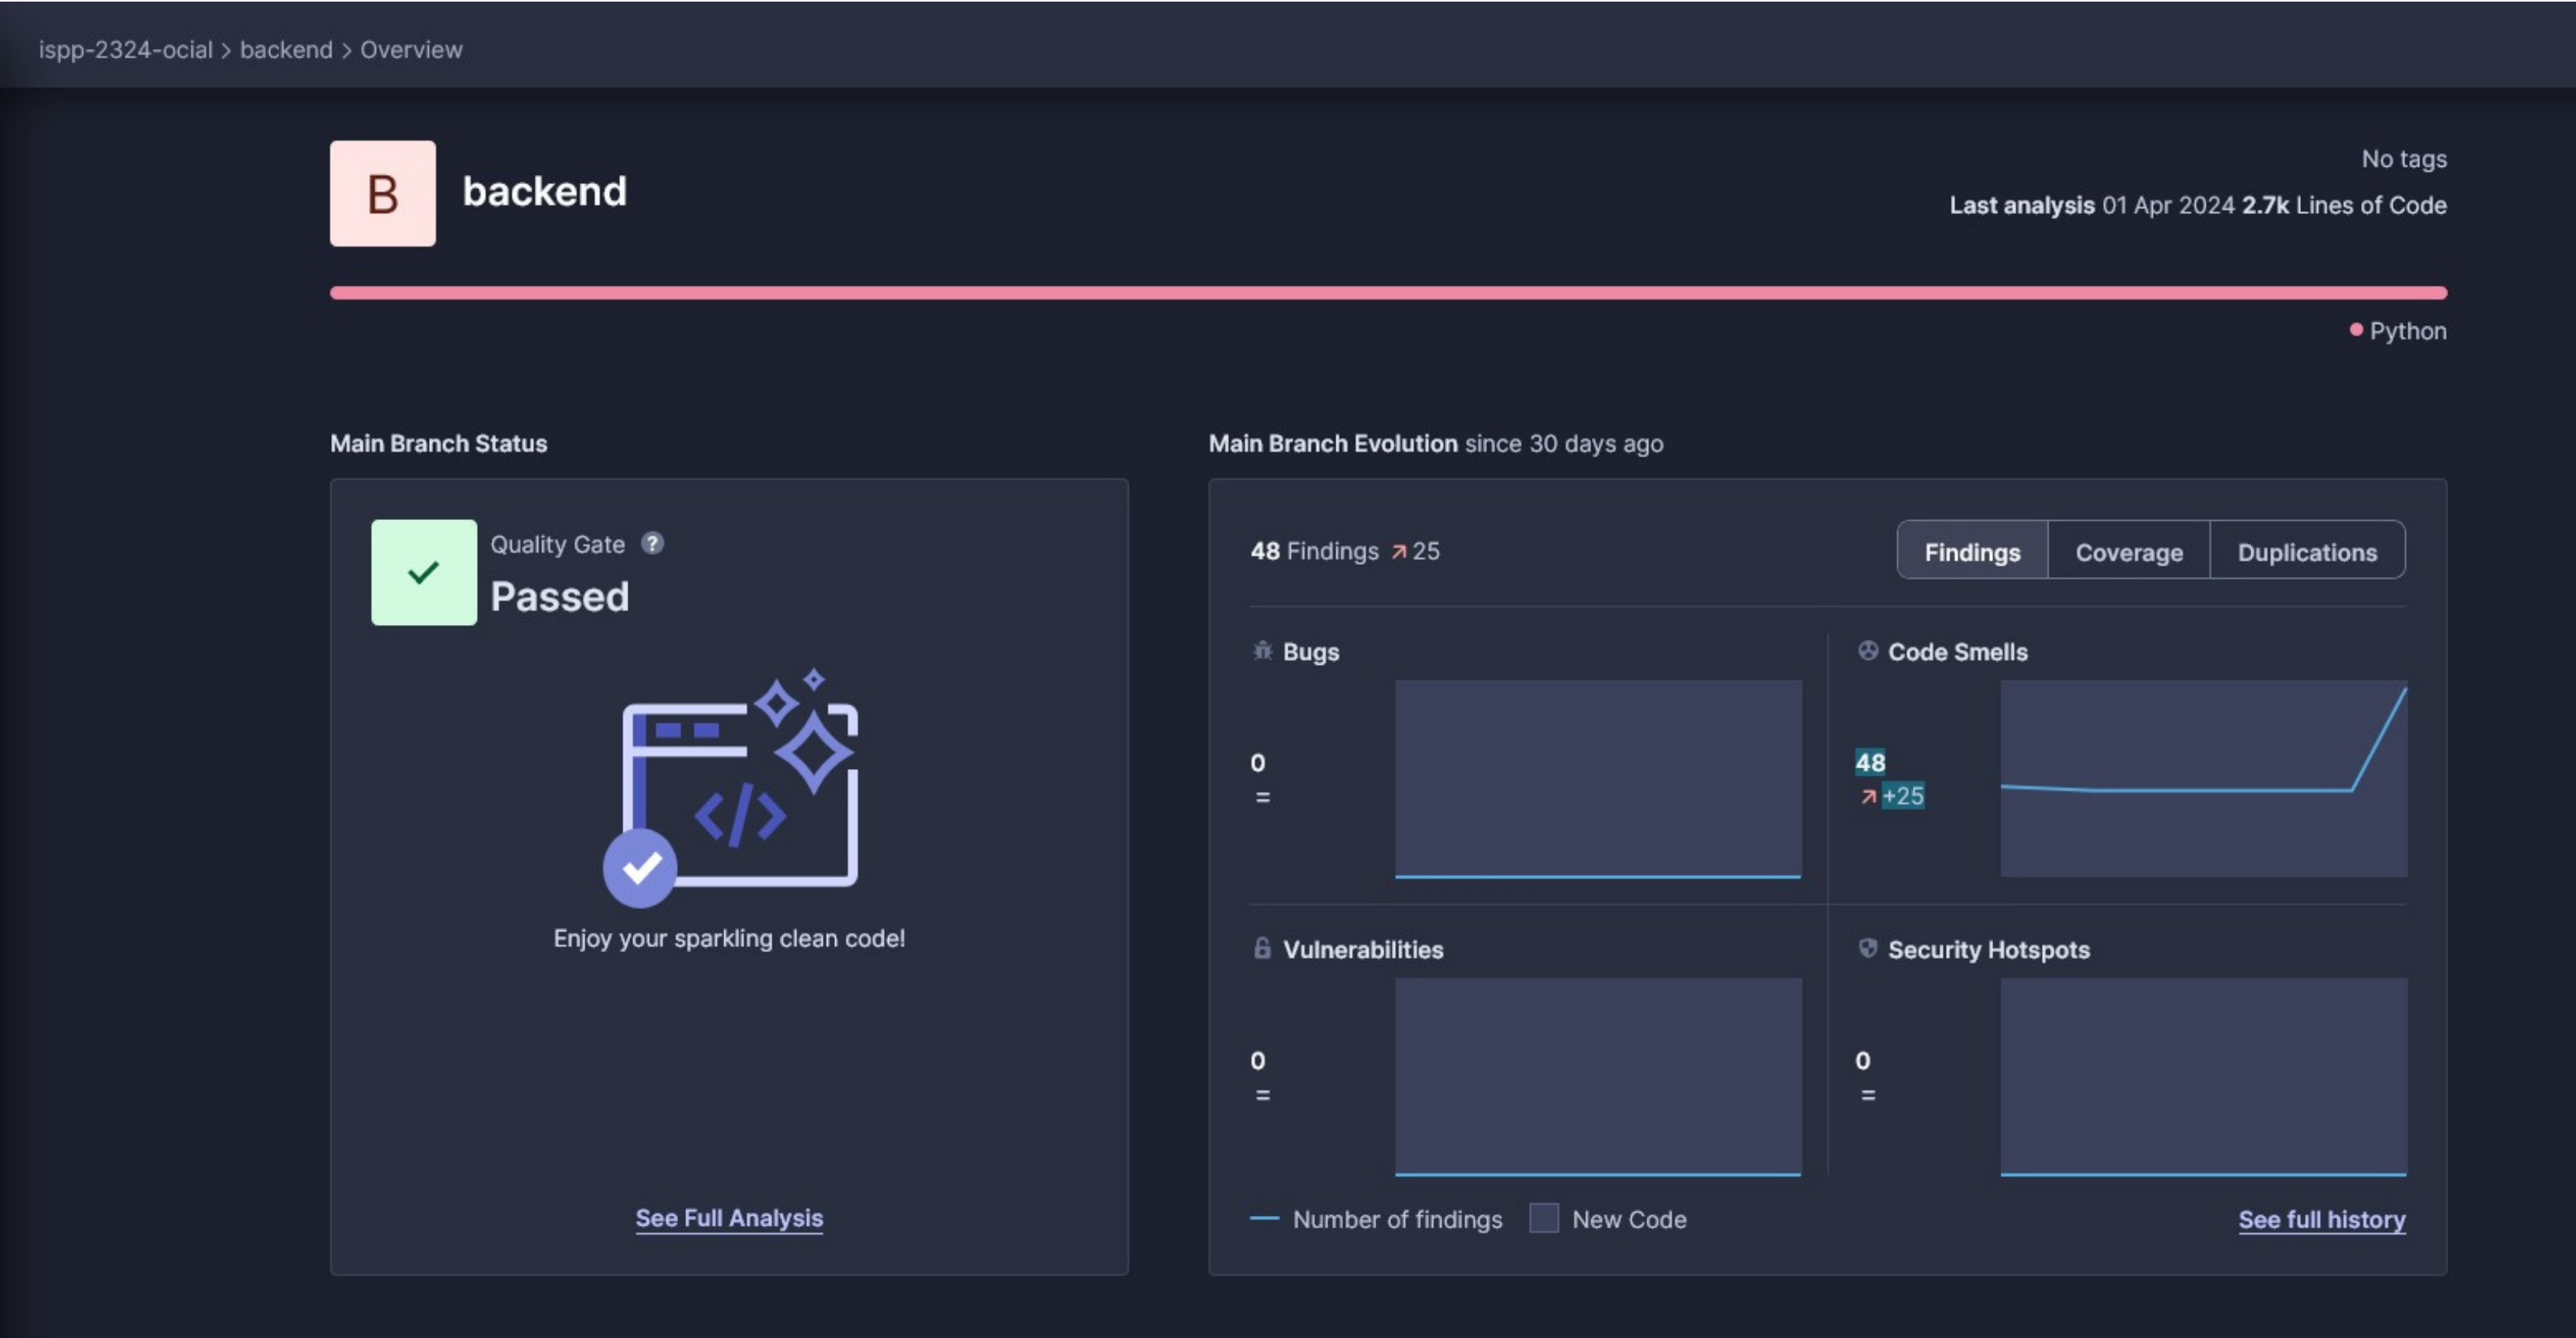 ispp-2324-ocial > backend > Overview
B
backend
No tags
Last analysis 01 Apr 2024 2.7k Lines of Code
Python
Main Branch Status
Quality Gate ?
Passed
</>
Enjoy your sparkling clean code!
See Full Analysis
Main Branch Evolution since 30 days ago
48 Findings ↗ 25
Findings
Coverage
Duplications
Bugs
0
=
Code Smells
48
↗ +25
Vulnerabilities
0
=
Security Hotspots
0
=
Number of findings
New Code
See full history